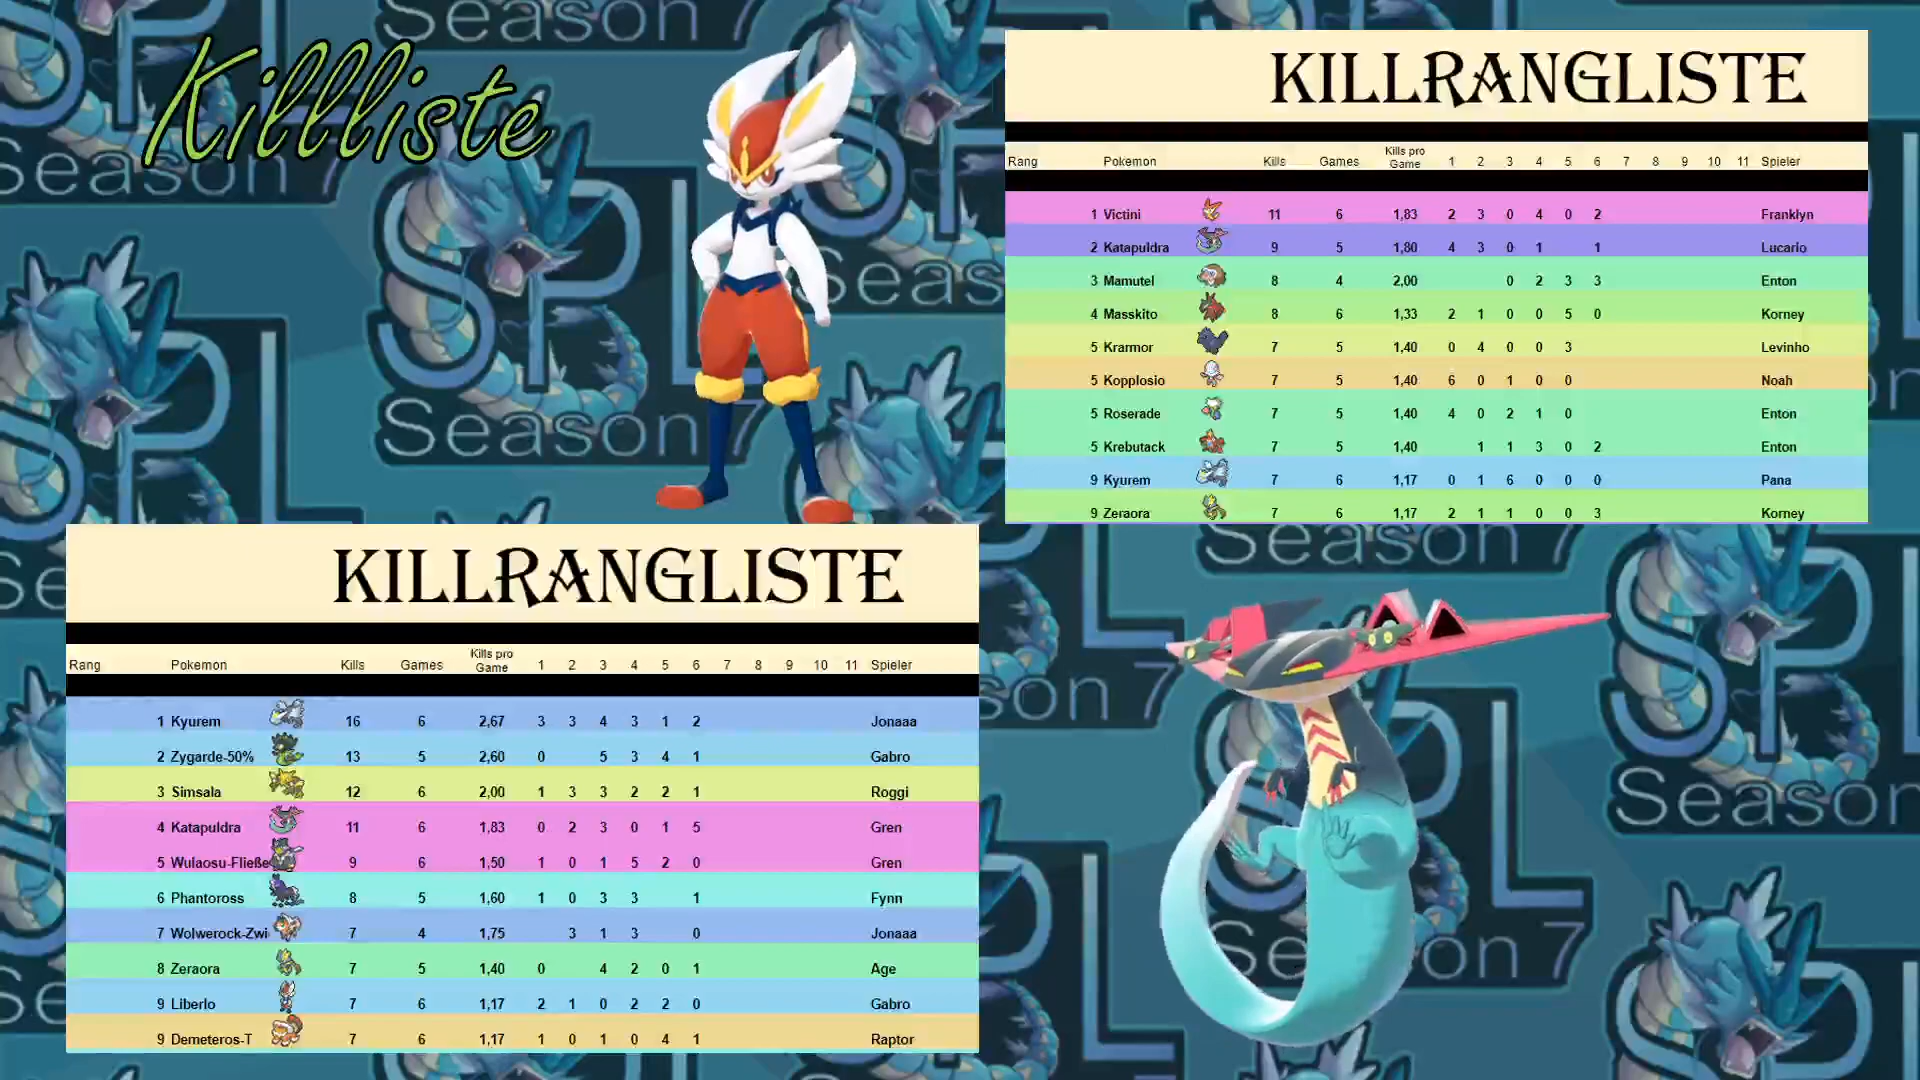 Killliste
KILLRANGLISTE
Rang Pokemon Kills Games Kills pro Game 1 2 3 4 5 6 7 8 9 10 11 Spieler
1 Victini 11 6 1,83 2 3 0 4 0 2 Franklyn
2 Katapuldra 9 5 1,80 4 3 0 1 1 Lucario
3 Mamutel 8 4 2,00 0 2 3 3 Enton
4 Masskito 8 6 1,33 2 1 0 0 5 0 Korney
5 Krarmor 7 5 1,40 0 4 0 0 3 Levinho
5 Kopplosio 7 5 1,40 6 0 1 0 0 Noah
5 Roserade 7 5 1,40 4 0 2 1 0 Enton
5 Krebutack 7 5 1,40 1 1 3 0 2 Enton
9 Kyurem 7 6 1,17 0 1 6 0 0 0 Pana
9 Zeraora 7 6 1,17 2 1 1 0 0 3 Korney
KILLRANGLISTE
Rang Pokemon Kills Games Kills pro Game 1 2 3 4 5 6 7 8 9 10 11 Spieler
1 Kyurem 16 6 2,67 3 3 4 3 1 2 Jonaaa
2 Zygarde-50% 13 5 2,60 0 5 3 4 1 Gabro
3 Simsala 12 6 2,00 1 3 3 2 2 1 Roggi
4 Katapuldra 11 6 1,83 0 2 3 0 1 5 Gren
5 Wulaosu-Fließe 9 6 1,50 1 0 1 5 2 0 Gren
6 Phantoross 8 5 1,60 1 0 3 3 1 Fynn
7 Wolwerock-Zwi 7 4 1,75 3 1 3 0 Jonaaa
8 Zeraora 7 5 1,40 0 4 2 0 1 Age
9 Liberlo 7 6 1,17 2 1 0 2 2 0 Gabro
9 Demeteros-T 7 6 1,17 1 0 1 0 4 1 Raptor
SPL
Season 7